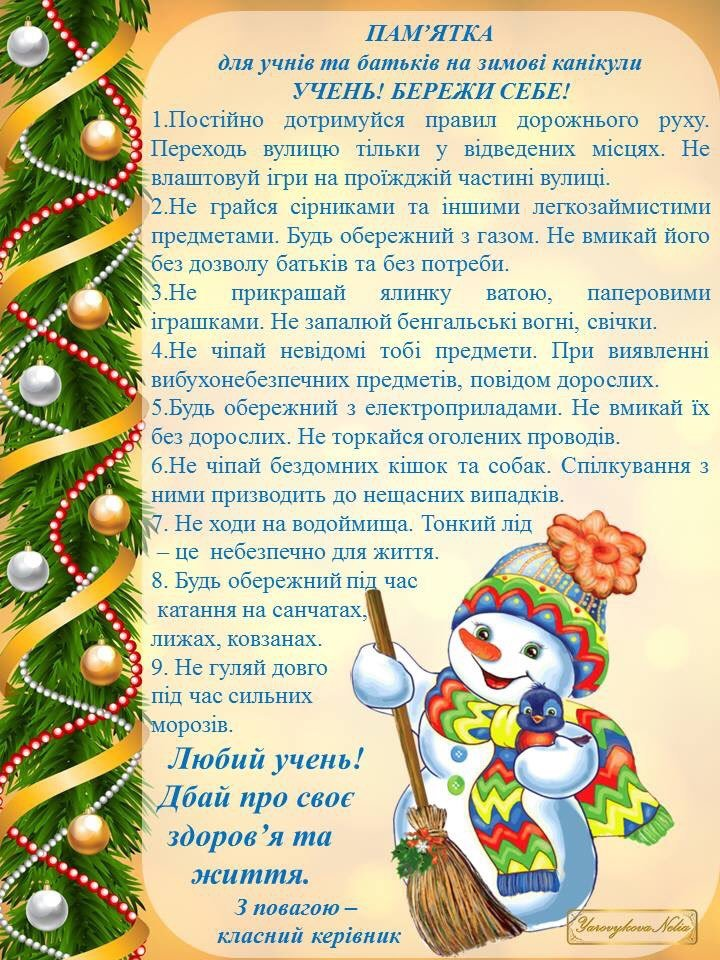 ПАМ’ЯТКА
для учнів та батьків на зимові канікули
УЧЕНЬ! БЕРЕЖИ СЕБЕ!
1.Постійно дотримуйся правил дорожнього руху.
Переходь вулицю тільки у відведених місцях. Не
влаштовуй ігри на проїжджій частині вулиці.
2.Не грайся сірниками та іншими легкозаймистими
предметами. Будь обережний з газом. Не вмикай його
без дозволу батьків та без потреби.
3.Не прикрашай ялинку ватою, паперовими
іграшками. Не запалюй бенгальські вогні, свічки.
4.Не чіпай невідомі тобі предмети. При виявленні
вибухонебезпечних предметів, повідом дорослих.
5.Будь обережний з електроприладами. Не вмикай їх
без дорослих. Не торкайся оголених проводів.
6.Не чіпай бездомних кішок та собак. Спілкування з
ними призводить до нещасних випадків.
7. Не ходи на водоймища. Тонкий лід
– це небезпечно для життя.
8. Будь обережний під час
катання на санчатах,
лижах, ковзанах.
9. Не гуляй довго
під час сильних
морозів.
Любий учень!
Дбай про своє
здоров’я та
життя.
З повагою –
класний керівник
Yarovykova Nelia